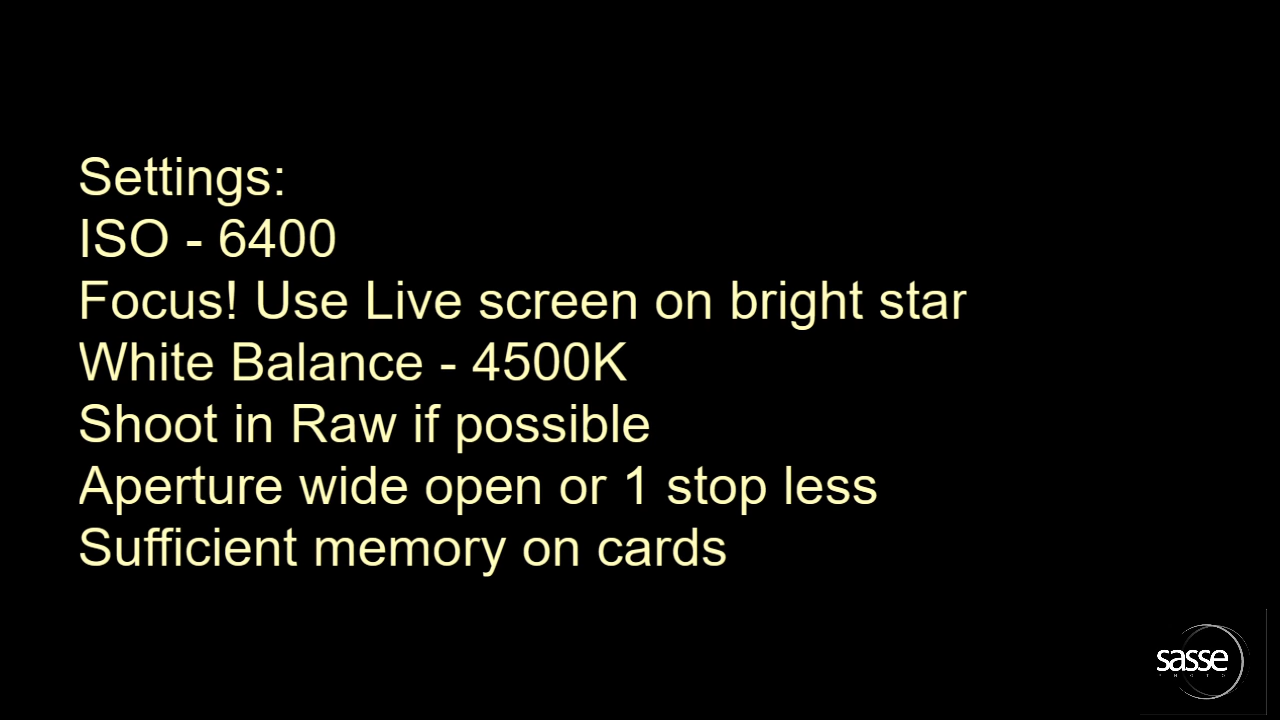 Settings:
ISO - 6400
Focus! Use Live screen on bright star
White Balance - 4500K
Shoot in Raw if possible
Aperture wide open or 1 stop less
Sufficient memory on cards
sasse
PHOTO